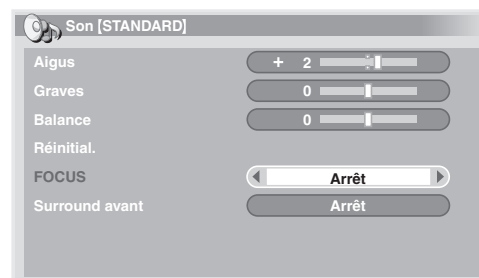 Son [STANDARD]
Aigus + 2
Graves 0
Balance 0
Réinitial.
FOCUS Arrêt
Surround avant Arrêt